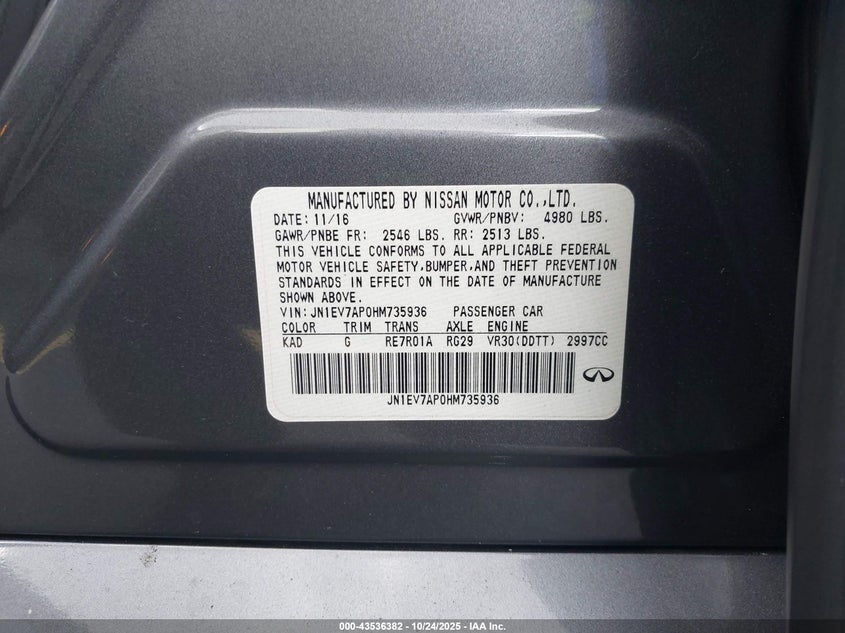 MANUFACTURED BY NISSAN MOTOR CO.,LTD.
DATE: 11/16 GVWR/PNBV: 4980 LBS.
GAWR/PNBE FR: 2546 LBS. RR: 2513 LBS.
THIS VEHICLE CONFORMS TO ALL APPLICABLE FEDERAL
MOTOR VEHICLE SAFETY,BUMPER,AND THEFT PREVENTION
STANDARDS IN EFFECT ON THE DATE OF MANUFACTURE
SHOWN ABOVE.
VIN:JN1EV7AP0HM735936 PASSENGER CAR
COLOR TRIM TRANS AXLE ENGINE
KAD G RE7R01A RG29 VR30(DDTT) 2997CC
JN1EV7AP0HM735936
000-43536382 - 10/24/2025 - IAA Inc.